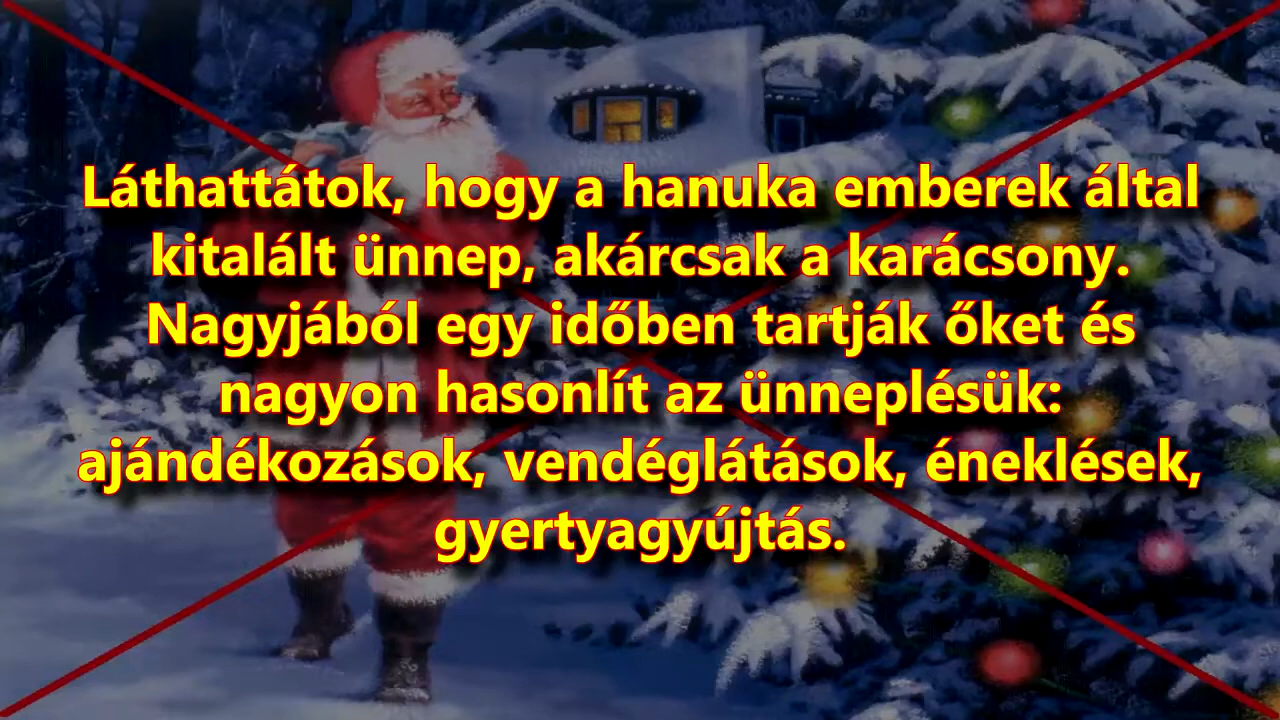 Láthattátok, hogy a hanuka emberek által
kitalált ünnep, akárcsak a karácsony.
Nagyjából egy időben tartják őket és
nagyon hasonlít az ünneplésük:
ajándékozások, vendéglátások, éneklések,
gyertyagyújtás.